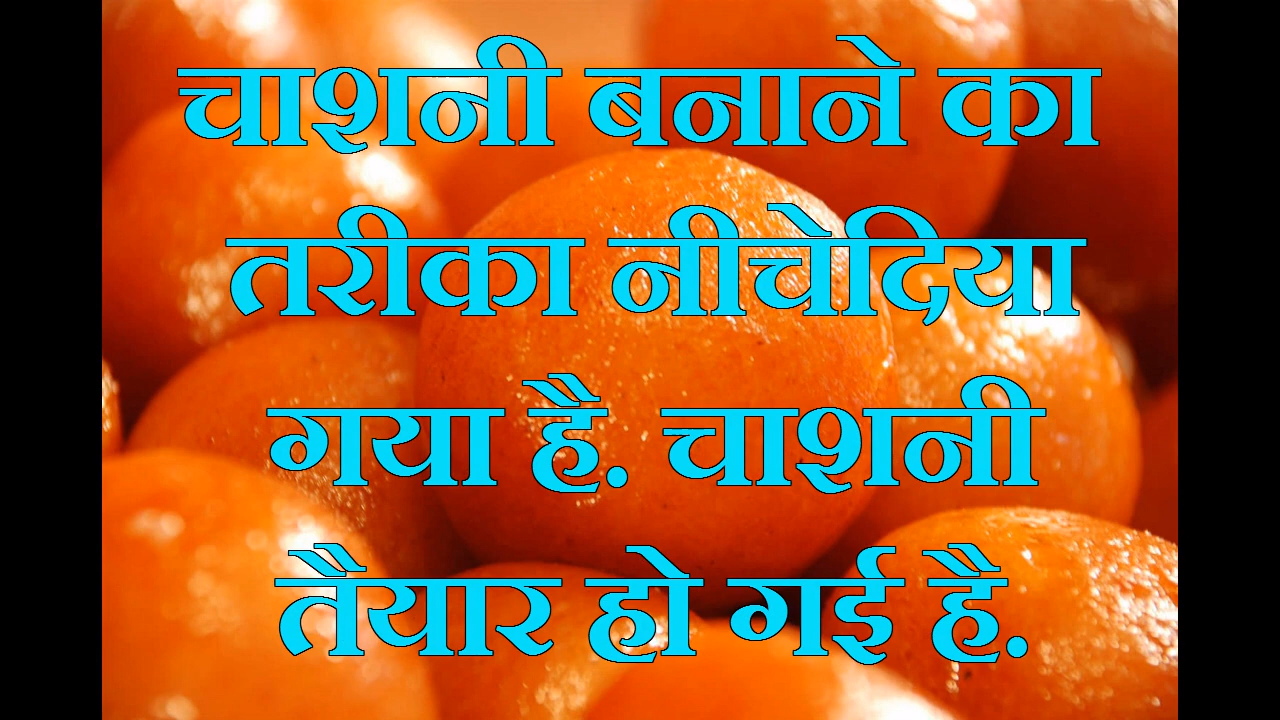 चाशनी बनाने का
तरीका नीचेदिया
गया है. चाशनी
तैयार हो गई है.